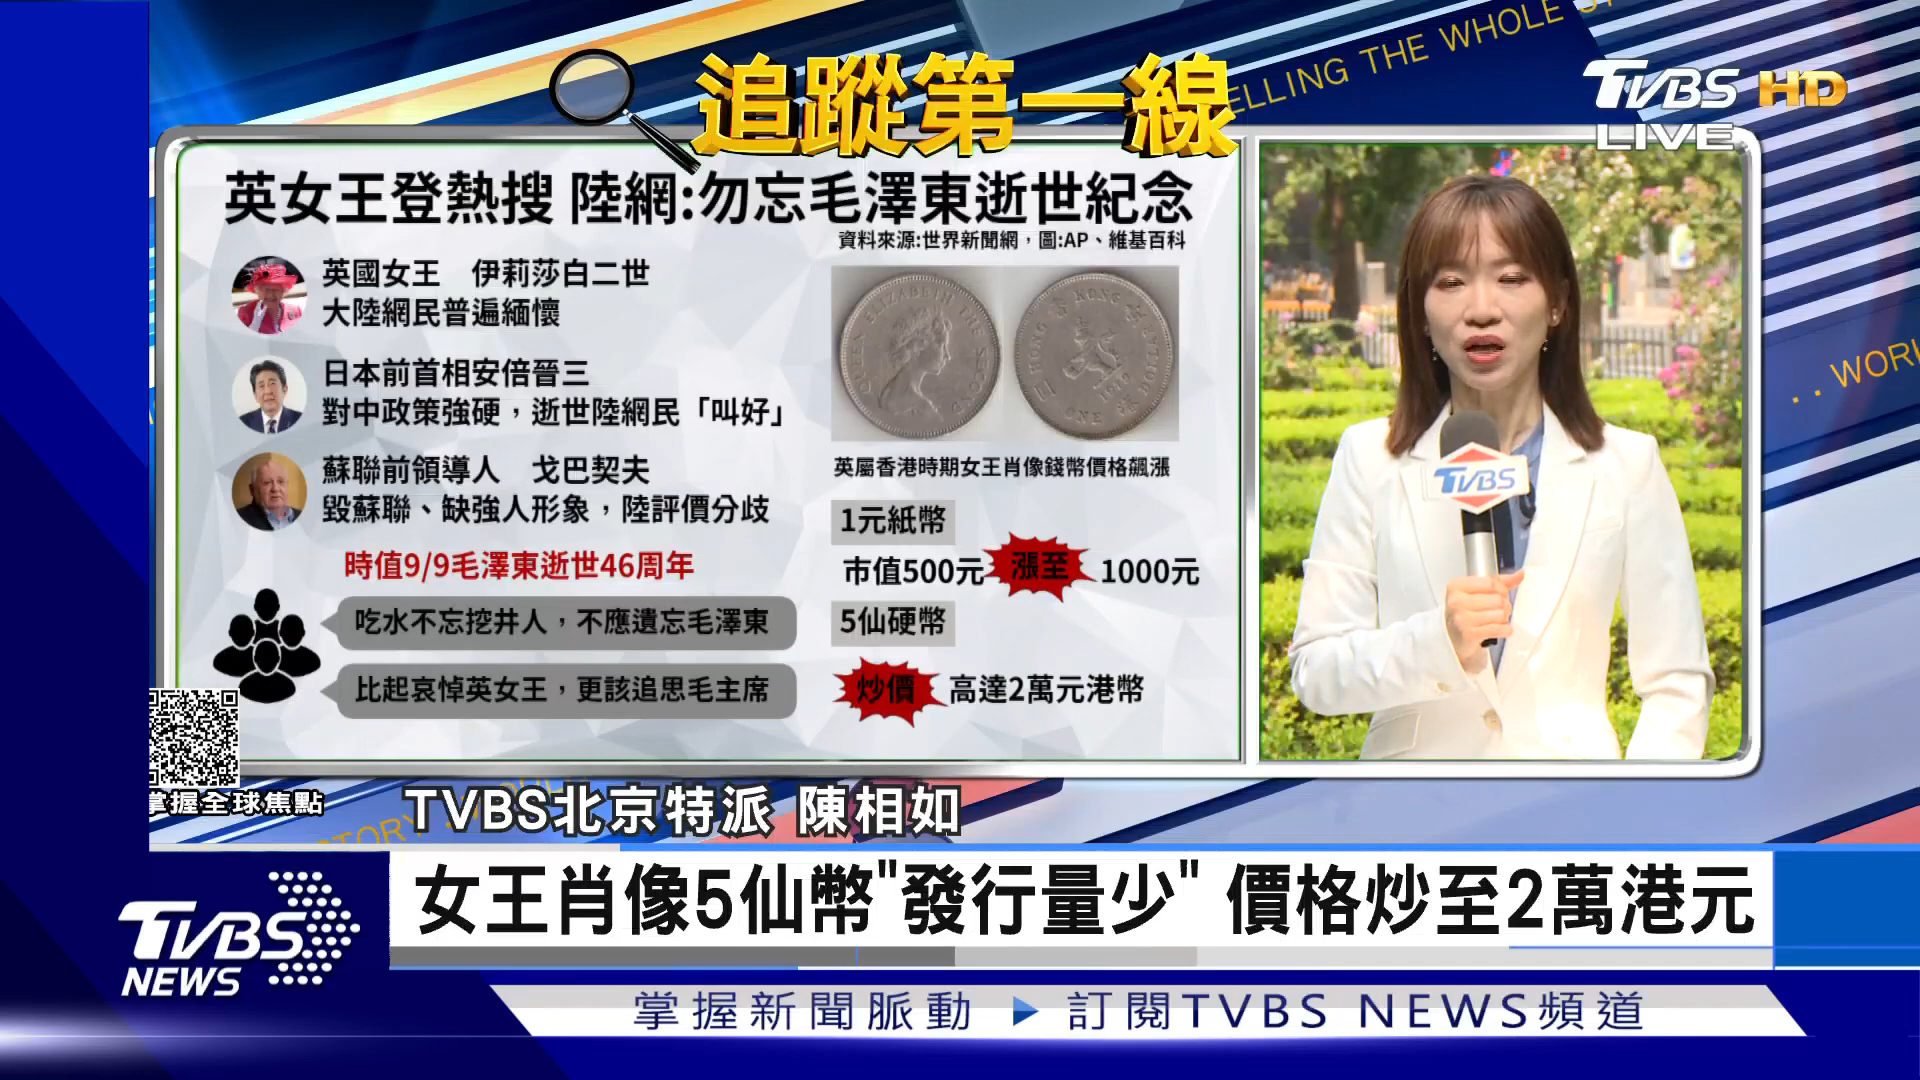 追蹤第一線
ELLING THE WHOLE S
TVBS HD
LIVE
英女王登熱搜 陸網:勿忘毛澤東逝世紀念
資料來源:世界新聞網，圖:AP、維基百科
英國女王 伊莉莎白二世
大陸網民普遍緬懷
日本前首相安倍晉三
對中政策強硬，逝世陸網民「叫好」
蘇聯前領導人 戈巴契夫
毀蘇聯、缺強人形象，陸評價分歧
時值9/9毛澤東逝世46周年
吃水不忘挖井人，不應遺忘毛澤東
比起哀悼英女王，更該追思毛主席
QUEEN ELIZABETH THE SECOND
HONG KONG
ONE DOLLAR
英屬香港時期女王肖像錢幣價格飆漲
1元紙幣
市值500元 漲至 1000元
5仙硬幣
炒價 高達2萬元港幣
TVBS
...WORL
掌握全球焦點
TORY
TVBS北京特派 陳相如
女王肖像5仙幣"發行量少" 價格炒至2萬港元
TVBS
NEWS
掌握新聞脈動 ▶ 訂閱TVBS NEWS頻道